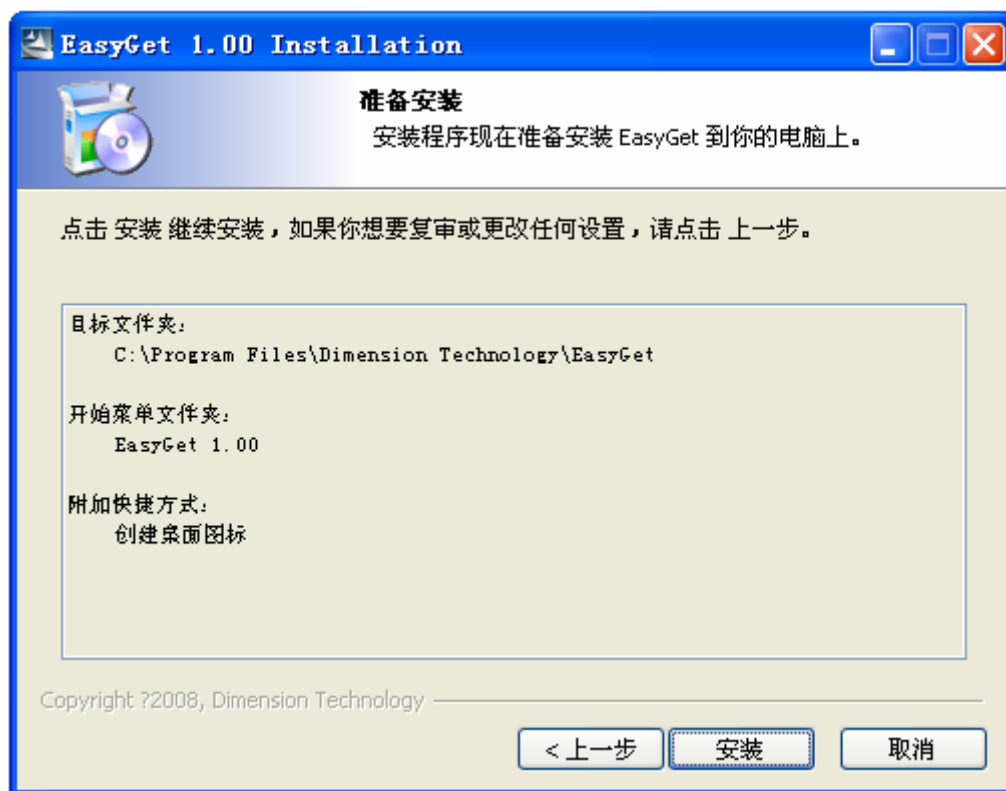 EasyGet 1.00 Installation
准备安装
安装程序现在准备安装 EasyGet 到你的电脑上。
点击 安装 继续安装，如果你想要复审或更改任何设置，请点击 上一步。
目标文件夹：
C:\Program Files\Dimension Technology\EasyGet
开始菜单文件夹：
EasyGet 1.00
附加快捷方式：
创建桌面图标
Copyright ?2008, Dimension Technology
< 上一步 安装 取消